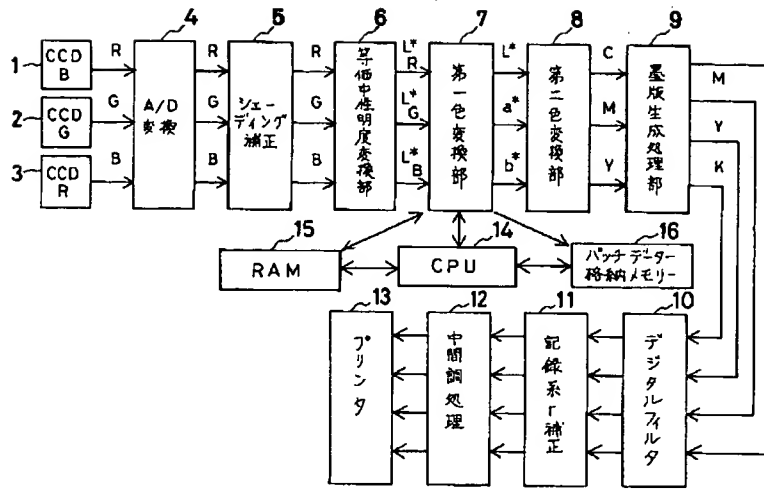 4
5
6
7
8
9
1
CCD
B
R
A/D
変換
R
シェー
ディング
補正
R
等価中性明度変換部
L*R
第一色変換部
L*
第二色変換部
C
墨版生成処理部
M
2
CCD
G
G
G
G
L*G
a*
M
Y
3
CCD
R
B
B
B
L*B
b*
Y
K
15
RAM
14
CPU
16
パッチデーター
格納メモリー
13
プリンタ
12
中間調処理
11
記録系r補正
10
デジタルフィルタ